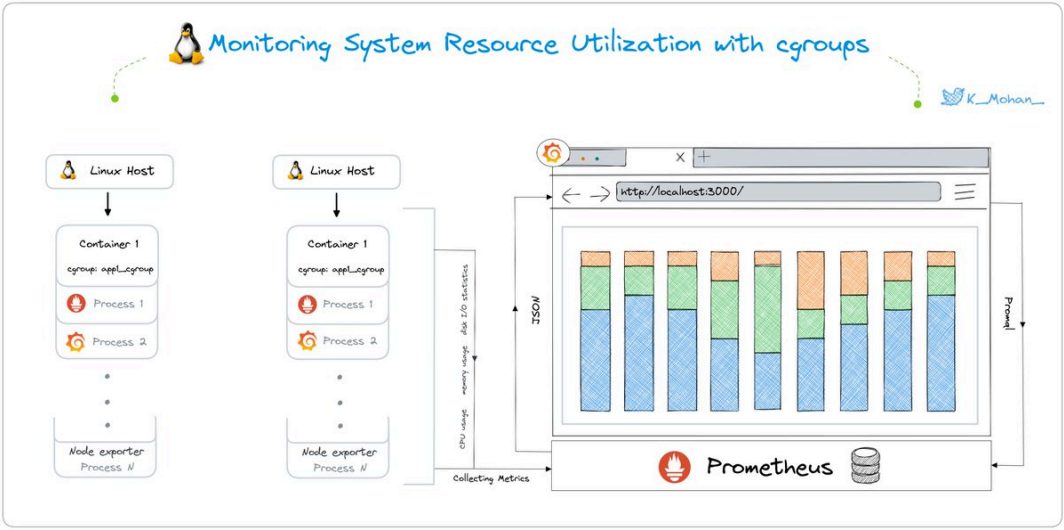 Monitoring System Resource Utilization with cgroups
K_Mohan_
Linux Host
Container 1
cgroup: app1_cgroup
Process 1
Process 2
Node exporter
Process N
Linux Host
Container 1
cgroup: app1_cgroup
Process 1
Process 2
Node exporter
Process N
CPU usage memory usage disk I/O statistics
Collecting Metrics
X +
http://localhost:3000/
JSON
Promql
Prometheus